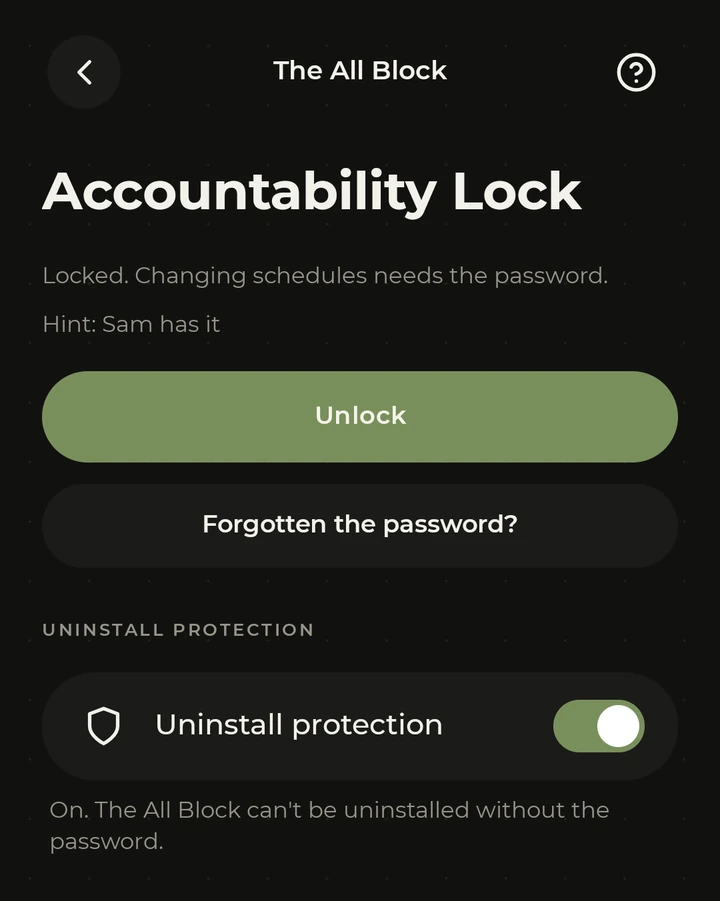 The All Block
Accountability Lock
Locked. Changing schedules needs the password.
Hint: Sam has it
Unlock
Forgotten the password?
UNINSTALL PROTECTION
Uninstall protection
On. The All Block can't be uninstalled without the
password.